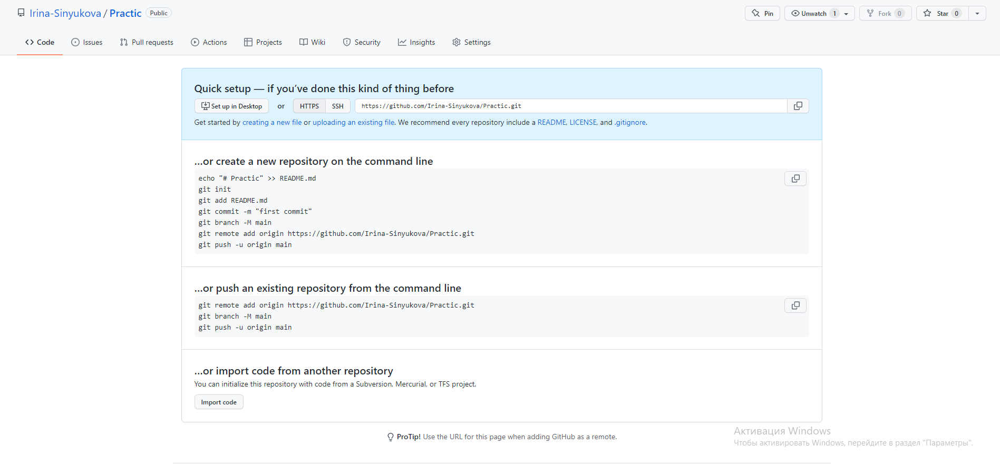 Irina-Sinyukova / Practic Public
Pin Unwatch 1 Fork 0 Star 0
Code Issues Pull requests Actions Projects Wiki Security Insights Settings
Quick setup — if you’ve done this kind of thing before
Set up in Desktop or HTTPS SSH https://github.com/Irina-Sinyukova/Practic.git
Get started by creating a new file or uploading an existing file. We recommend every repository include a README, LICENSE, and .gitignore.
…or create a new repository on the command line
echo "# Practic" >> README.md
git init
git add README.md
git commit -m "first commit"
git branch -M main
git remote add origin https://github.com/Irina-Sinyukova/Practic.git
git push -u origin main
…or push an existing repository from the command line
git remote add origin https://github.com/Irina-Sinyukova/Practic.git
git branch -M main
git push -u origin main
…or import code from another repository
You can initialize this repository with code from a Subversion, Mercurial, or TFS project.
Import code
ProTip! Use the URL for this page when adding GitHub as a remote.
Активация Windows
Чтобы активировать Windows, перейдите в раздел "Параметры".